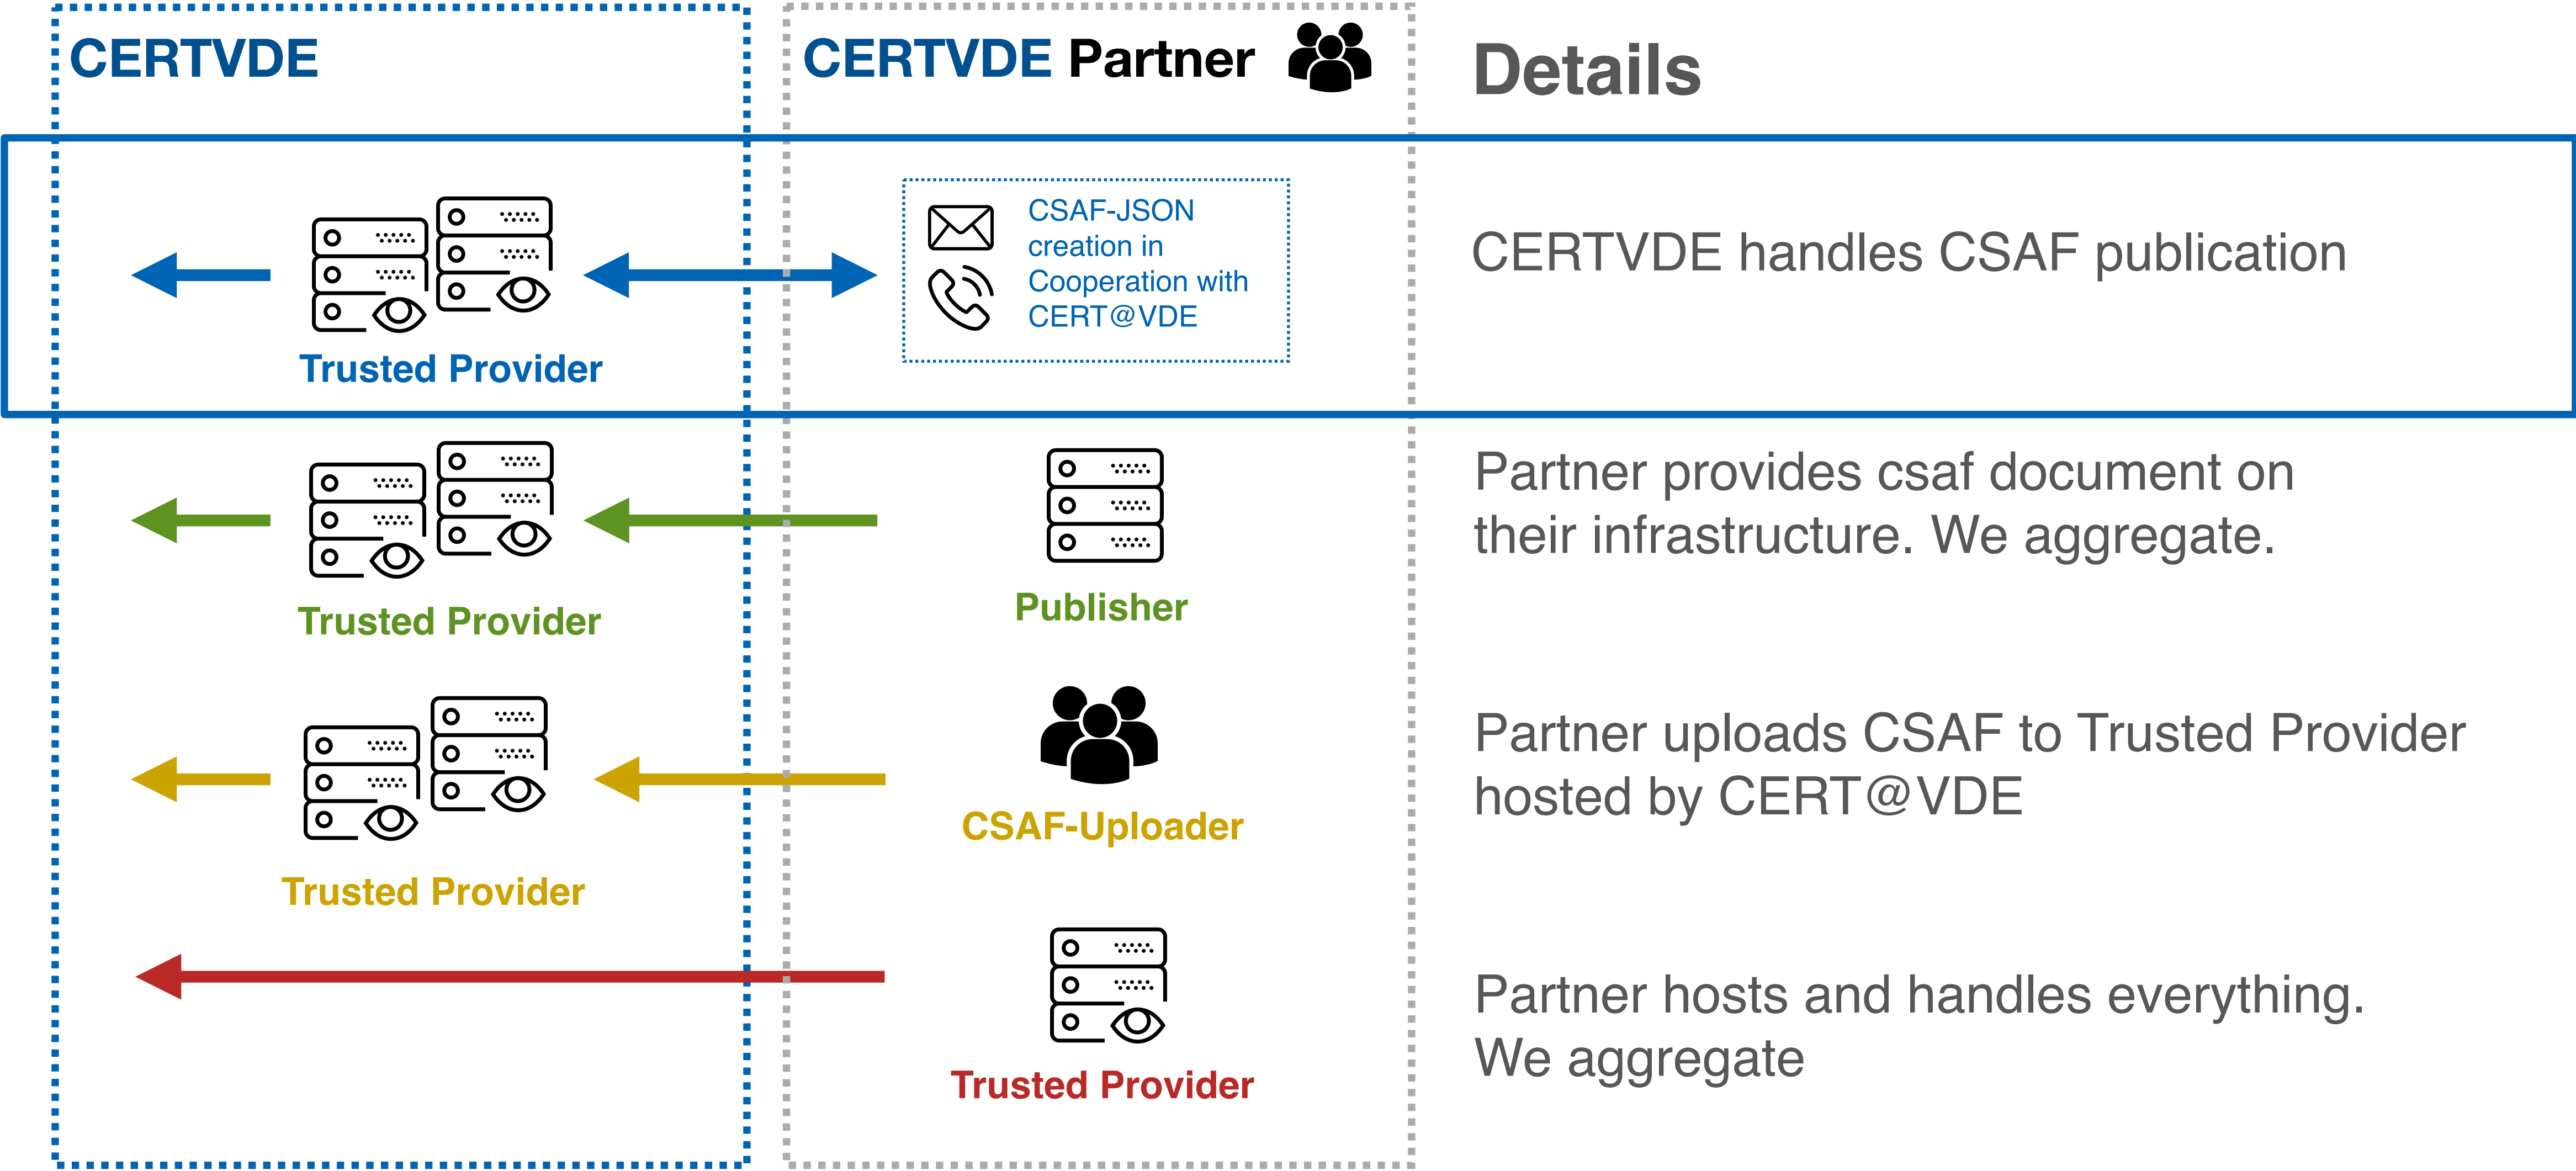 CERTVDE
CERTVDE Partner
Details
CSAF-JSON
creation in
Cooperation with
CERT@VDE
Trusted Provider
CERTVDE handles CSAF publication
Trusted Provider
Publisher
Partner provides csaf document on
their infrastructure. We aggregate.
Trusted Provider
CSAF-Uploader
Partner uploads CSAF to Trusted Provider
hosted by CERT@VDE
Trusted Provider
Partner hosts and handles everything.
We aggregate